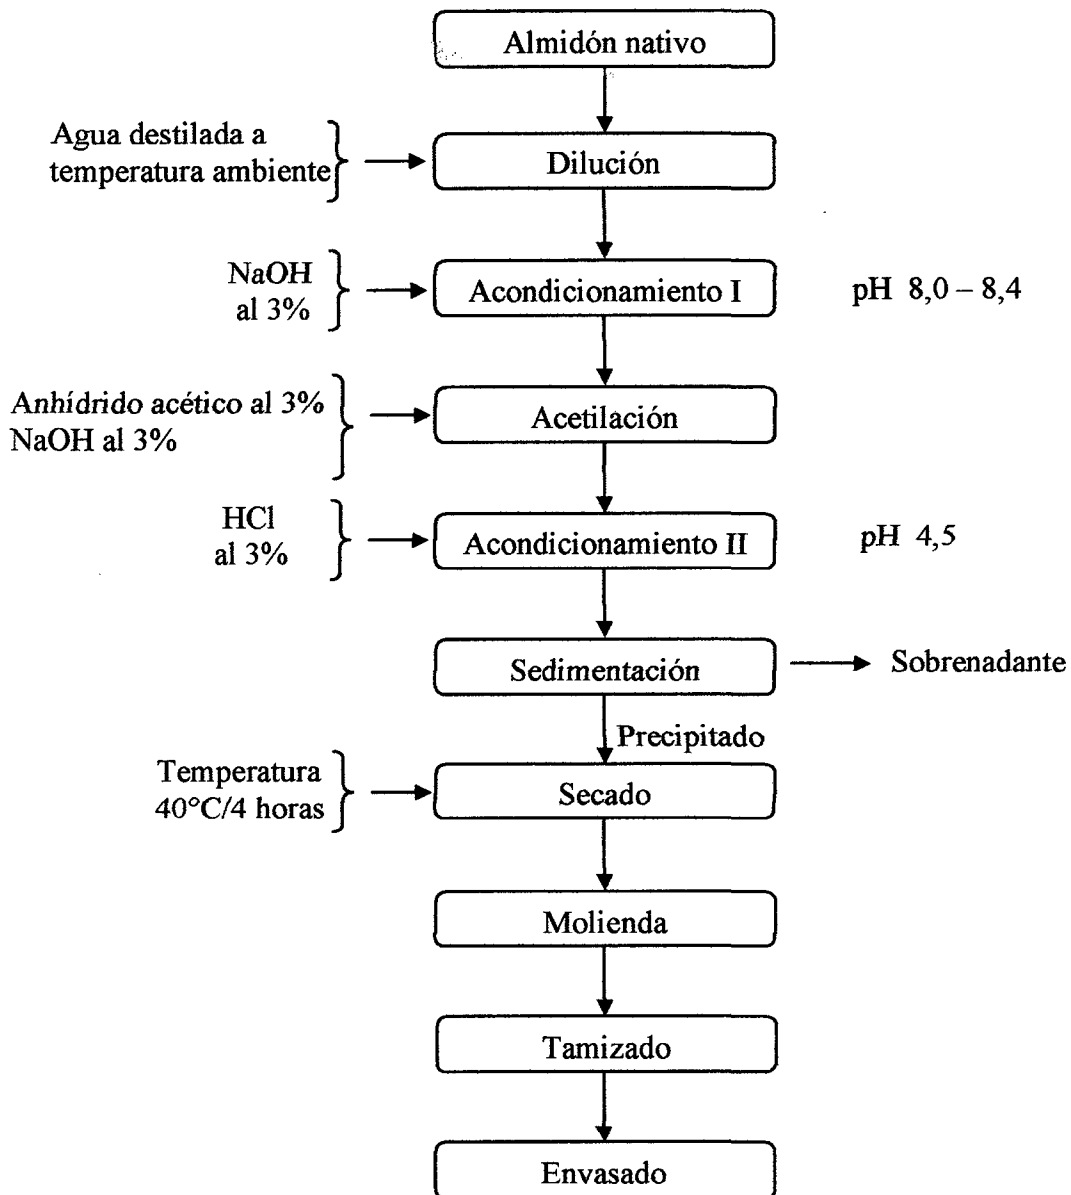 Almidón nativo
Agua destilada a
temperatura ambiente
Dilución
NaOH
al 3%
Acondicionamiento I
pH 8,0 – 8,4
Anhídrido acético al 3%
NaOH al 3%
Acetilación
HCl
al 3%
Acondicionamiento II
pH 4,5
Sedimentación
Sobrenadante
Precipitado
Temperatura
40°C/4 horas
Secado
Molienda
Tamizado
Envasado